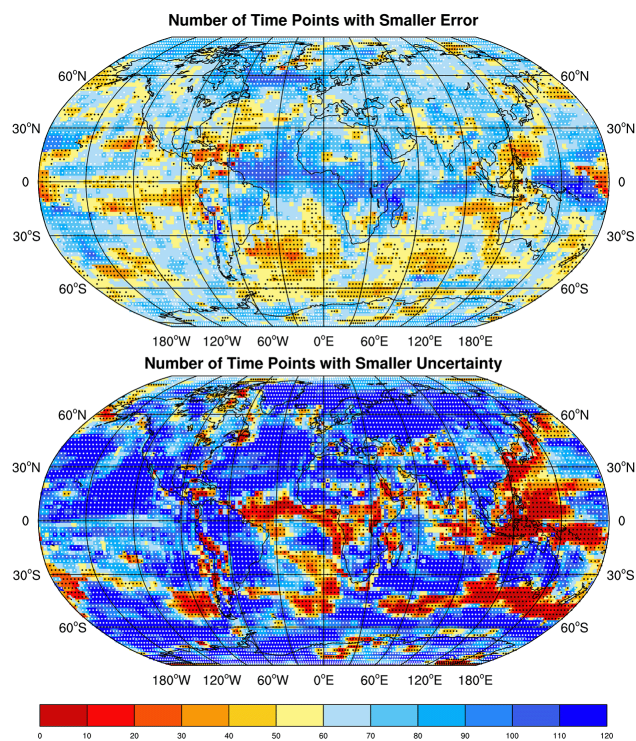 Number of Time Points with Smaller Error
60°N 60°N
30°N 30°N
0 0
30°S 30°S
60°S 60°S
180°W 120°W 60°W 0°E 60°E 120°E 180°E
Number of Time Points with Smaller Uncertainty
60°N 60°N
30°N 30°N
0 0
30°S 30°S
60°S 60°S
180°W 120°W 60°W 0°E 60°E 120°E 180°E
0 10 20 30 40 50 60 70 80 90 100 110 120